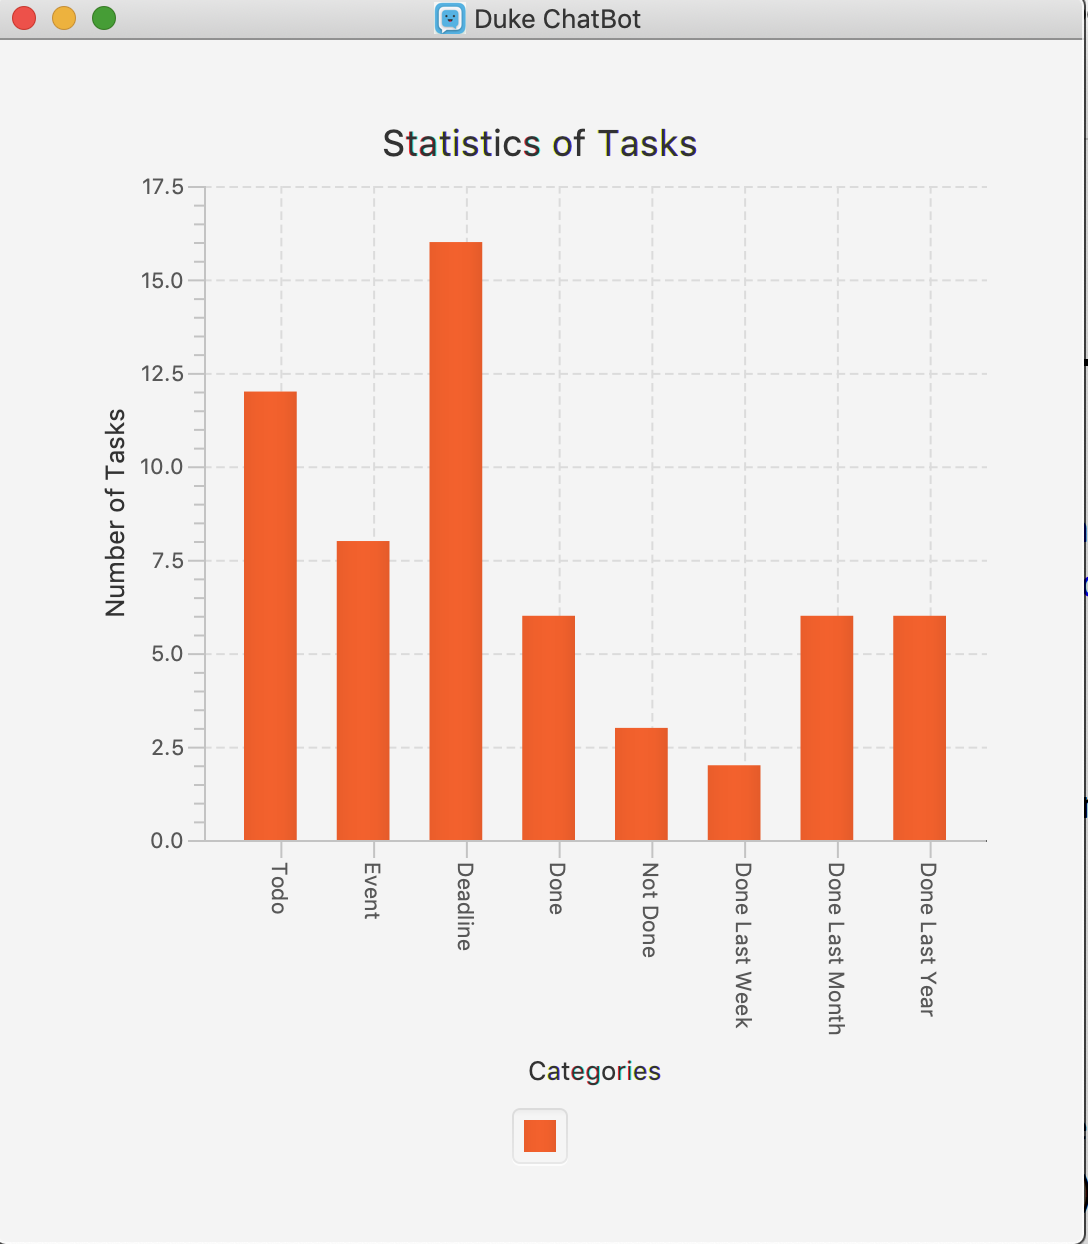 Duke ChatBot
Statistics of Tasks
17.5
15.0
12.5
10.0
7.5
5.0
2.5
0.0
Number of Tasks
Todo
Event
Deadline
Done
Not Done
Done Last Week
Done Last Month
Done Last Year
Categories